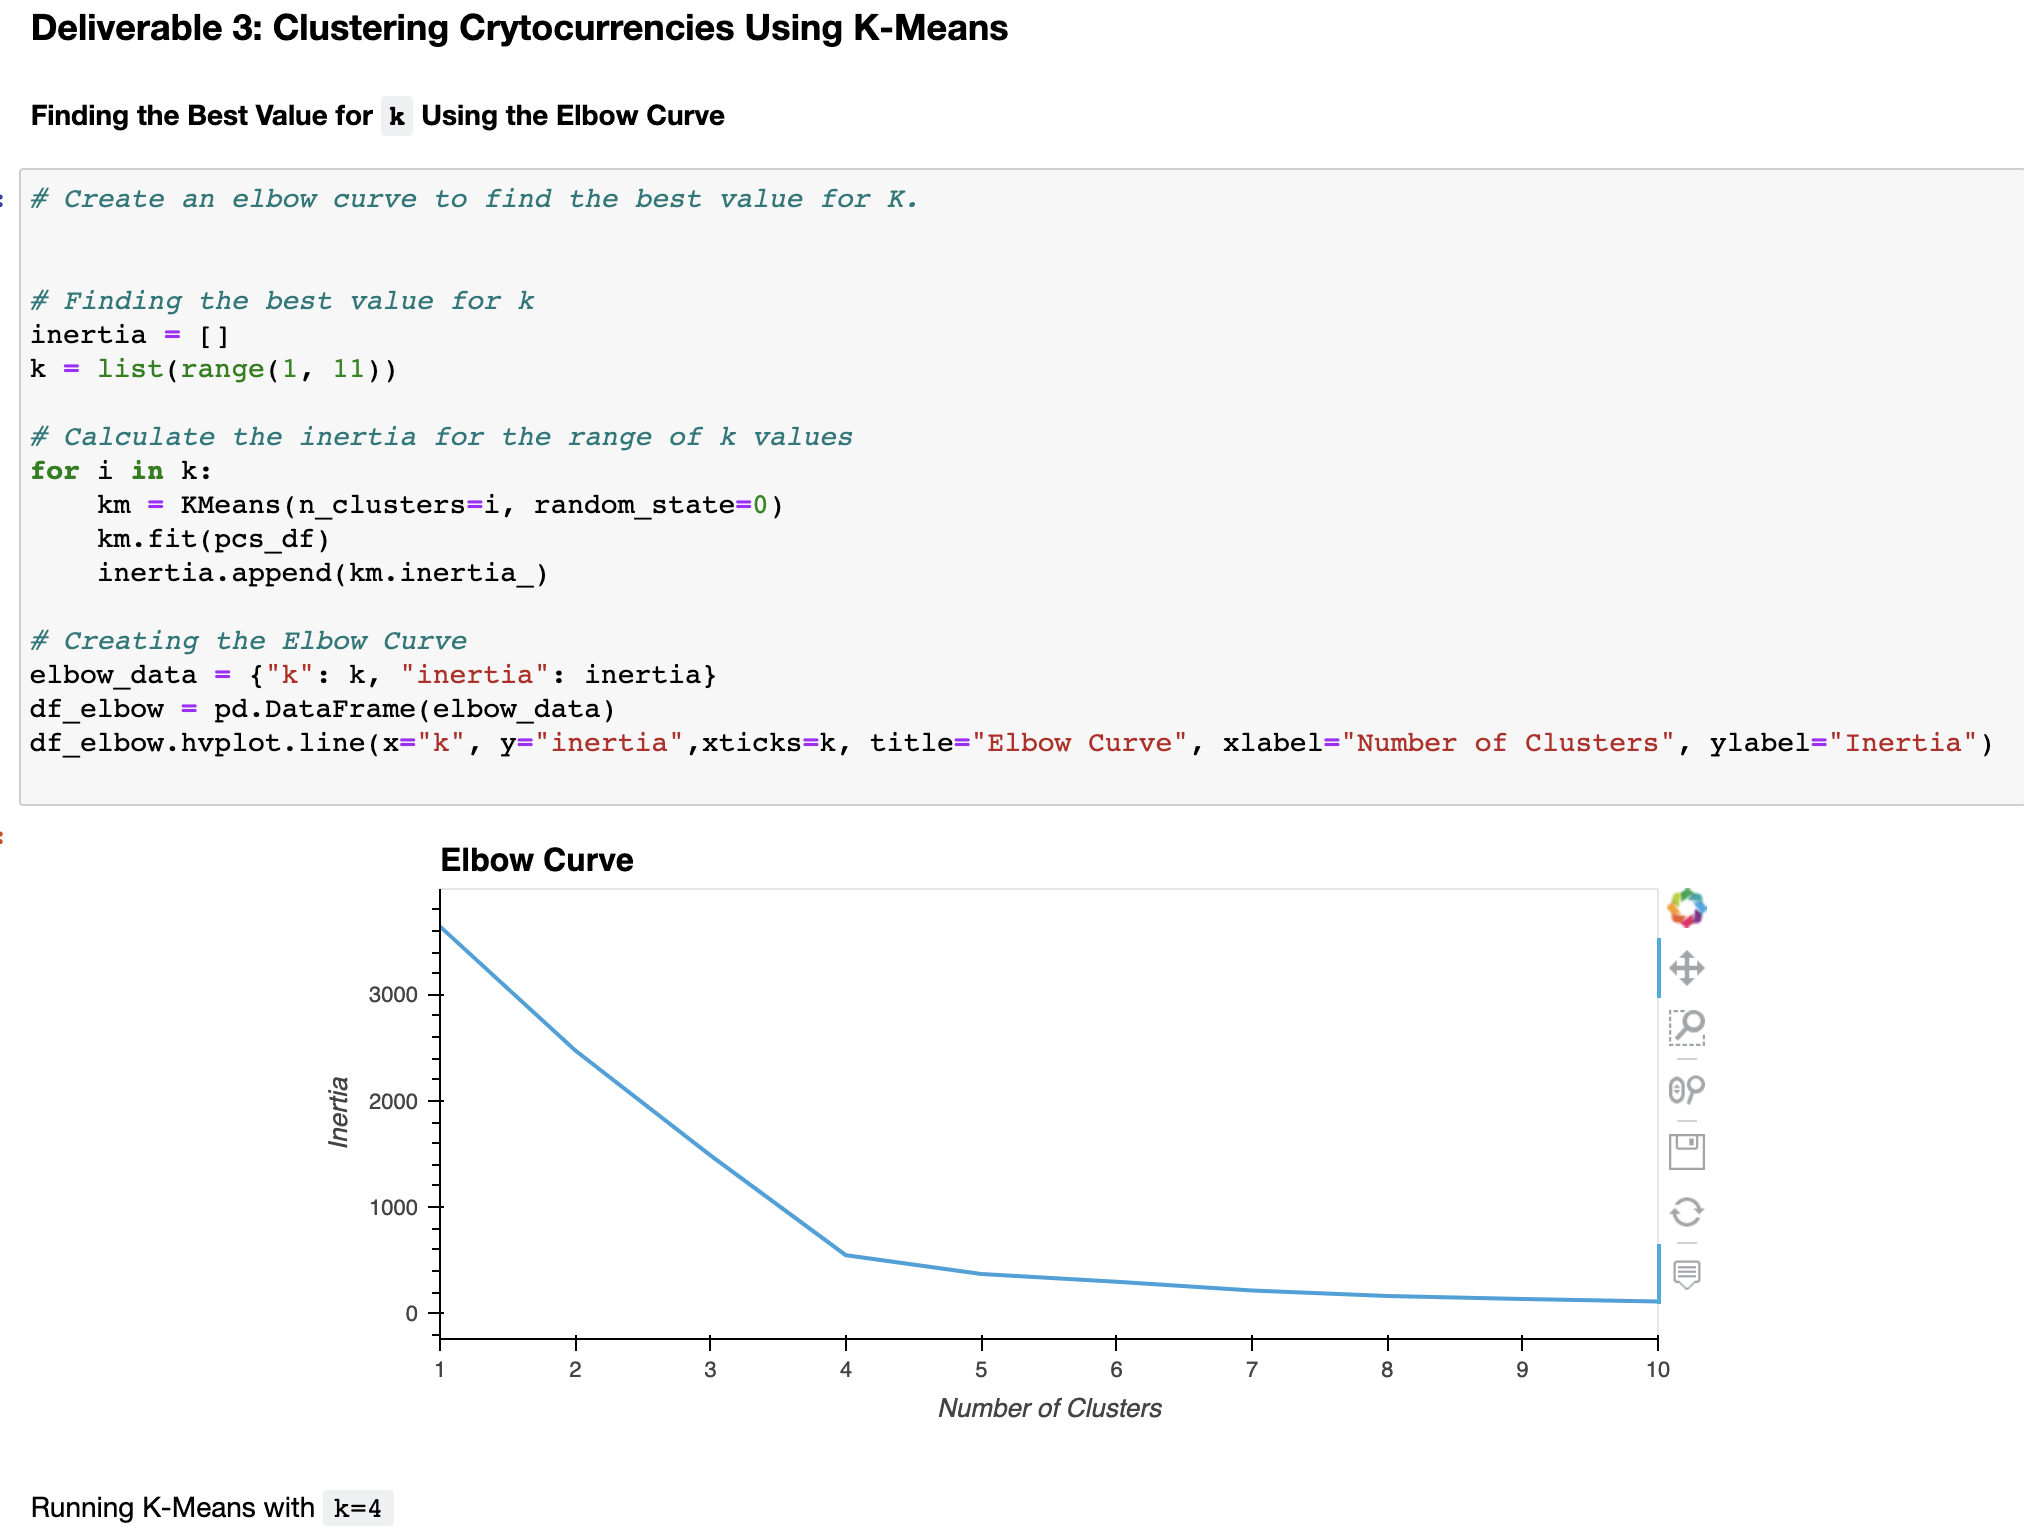 Deliverable 3: Clustering Crytocurrencies Using K-Means
Finding the Best Value for k Using the Elbow Curve
# Create an elbow curve to find the best value for K.
# Finding the best value for k
inertia = []
k = list(range(1, 11))
# Calculate the inertia for the range of k values
for i in k:
    km = KMeans(n_clusters=i, random_state=0)
    km.fit(pcs_df)
    inertia.append(km.inertia_)
# Creating the Elbow Curve
elbow_data = {"k": k, "inertia": inertia}
df_elbow = pd.DataFrame(elbow_data)
df_elbow.hvplot.line(x="k", y="inertia",xticks=k, title="Elbow Curve", xlabel="Number of Clusters", ylabel="Inertia")
Elbow Curve
3000
2000
1000
0
Inertia
1 2 3 4 5 6 7 8 9 10
Number of Clusters
Running K-Means with k=4